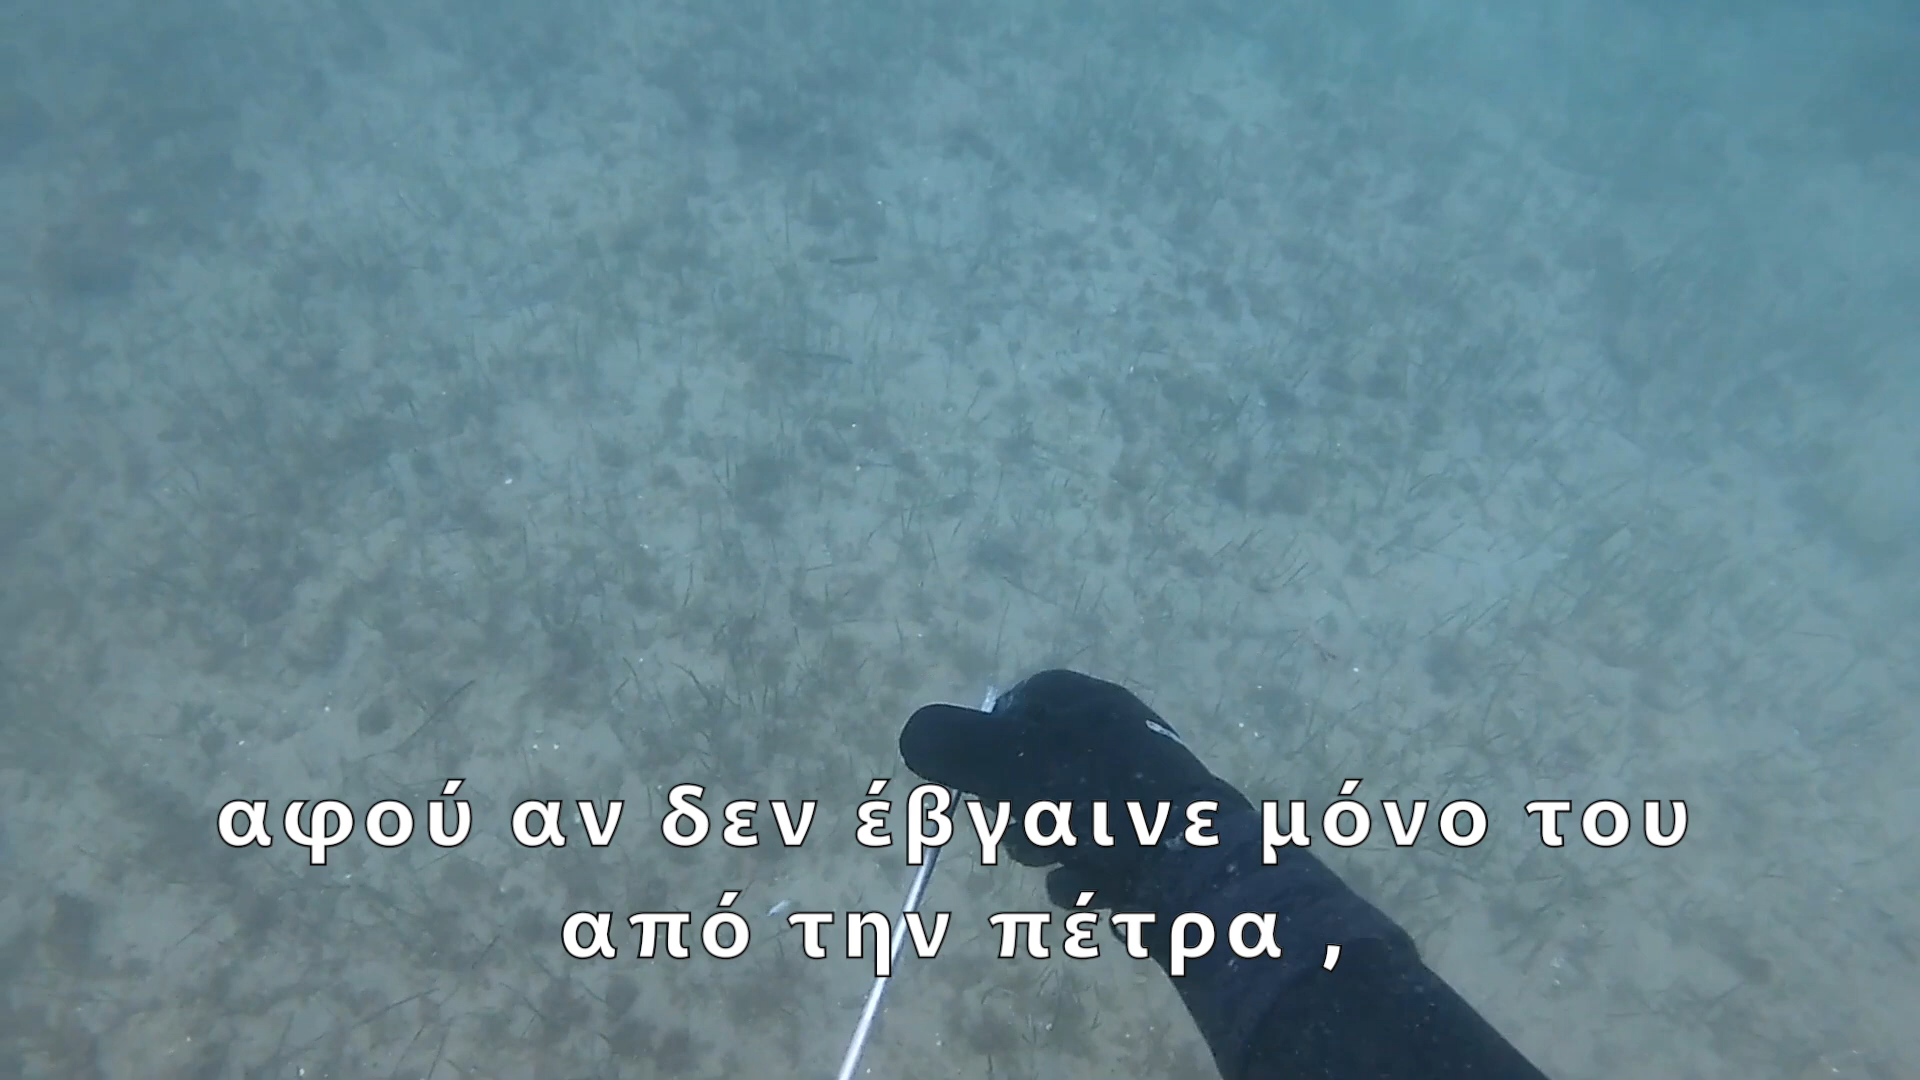 αφού αν δεν έβγαινε μόνο του
από την πέτρα ,